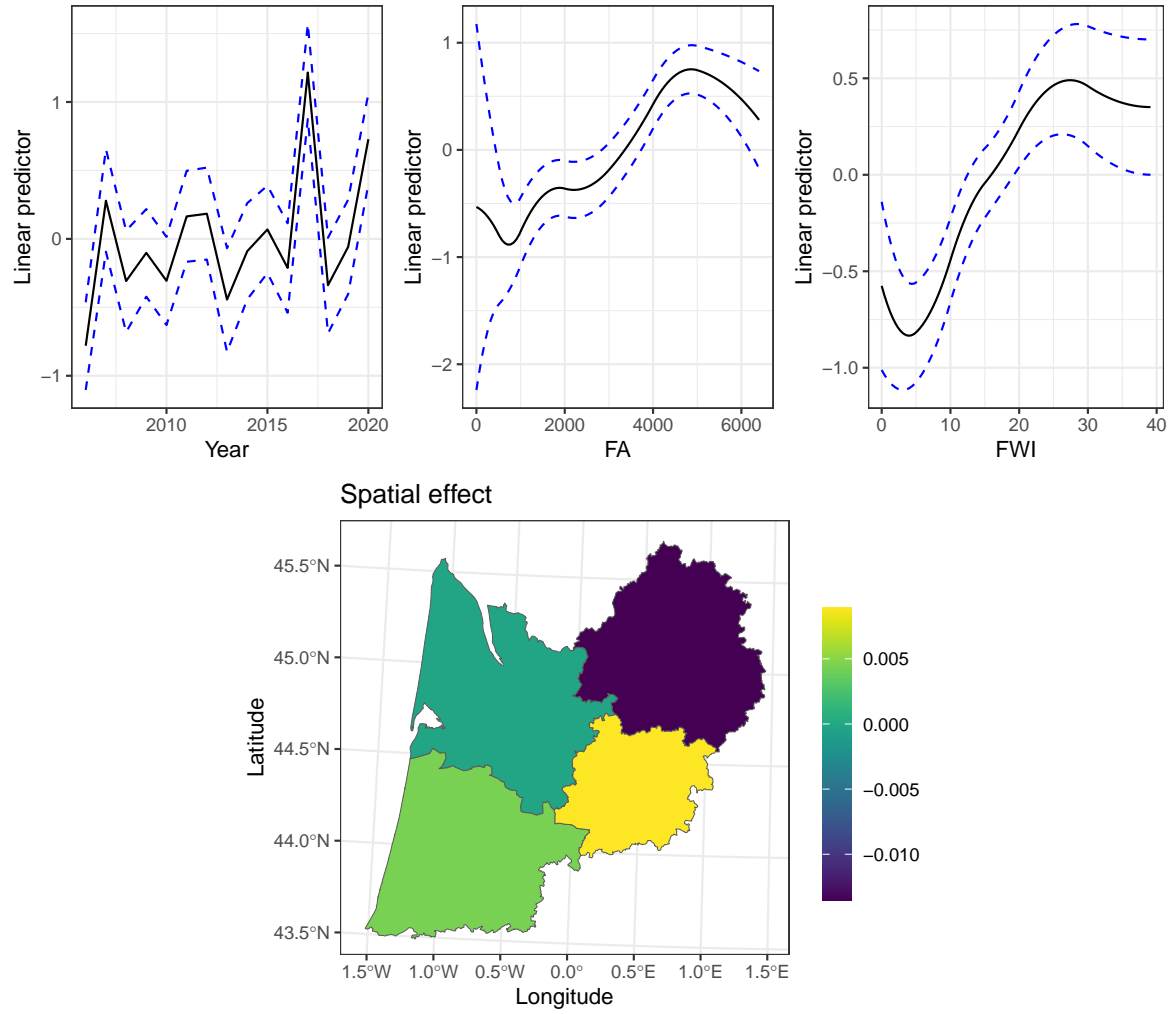 Linear predictor
1
0
−1
2010
2015
2020
Year
Linear predictor
1
0
−1
−2
0
2000
4000
6000
FA
Linear predictor
0.5
0.0
−0.5
−1.0
0
10
20
30
40
FWI
Spatial effect
Latitude
45.5°N
45.0°N
44.5°N
44.0°N
43.5°N
1.5°W 1.0°W 0.5°W 0.0° 0.5°E 1.0°E 1.5°E
Longitude
0.005
0.000
−0.005
−0.010